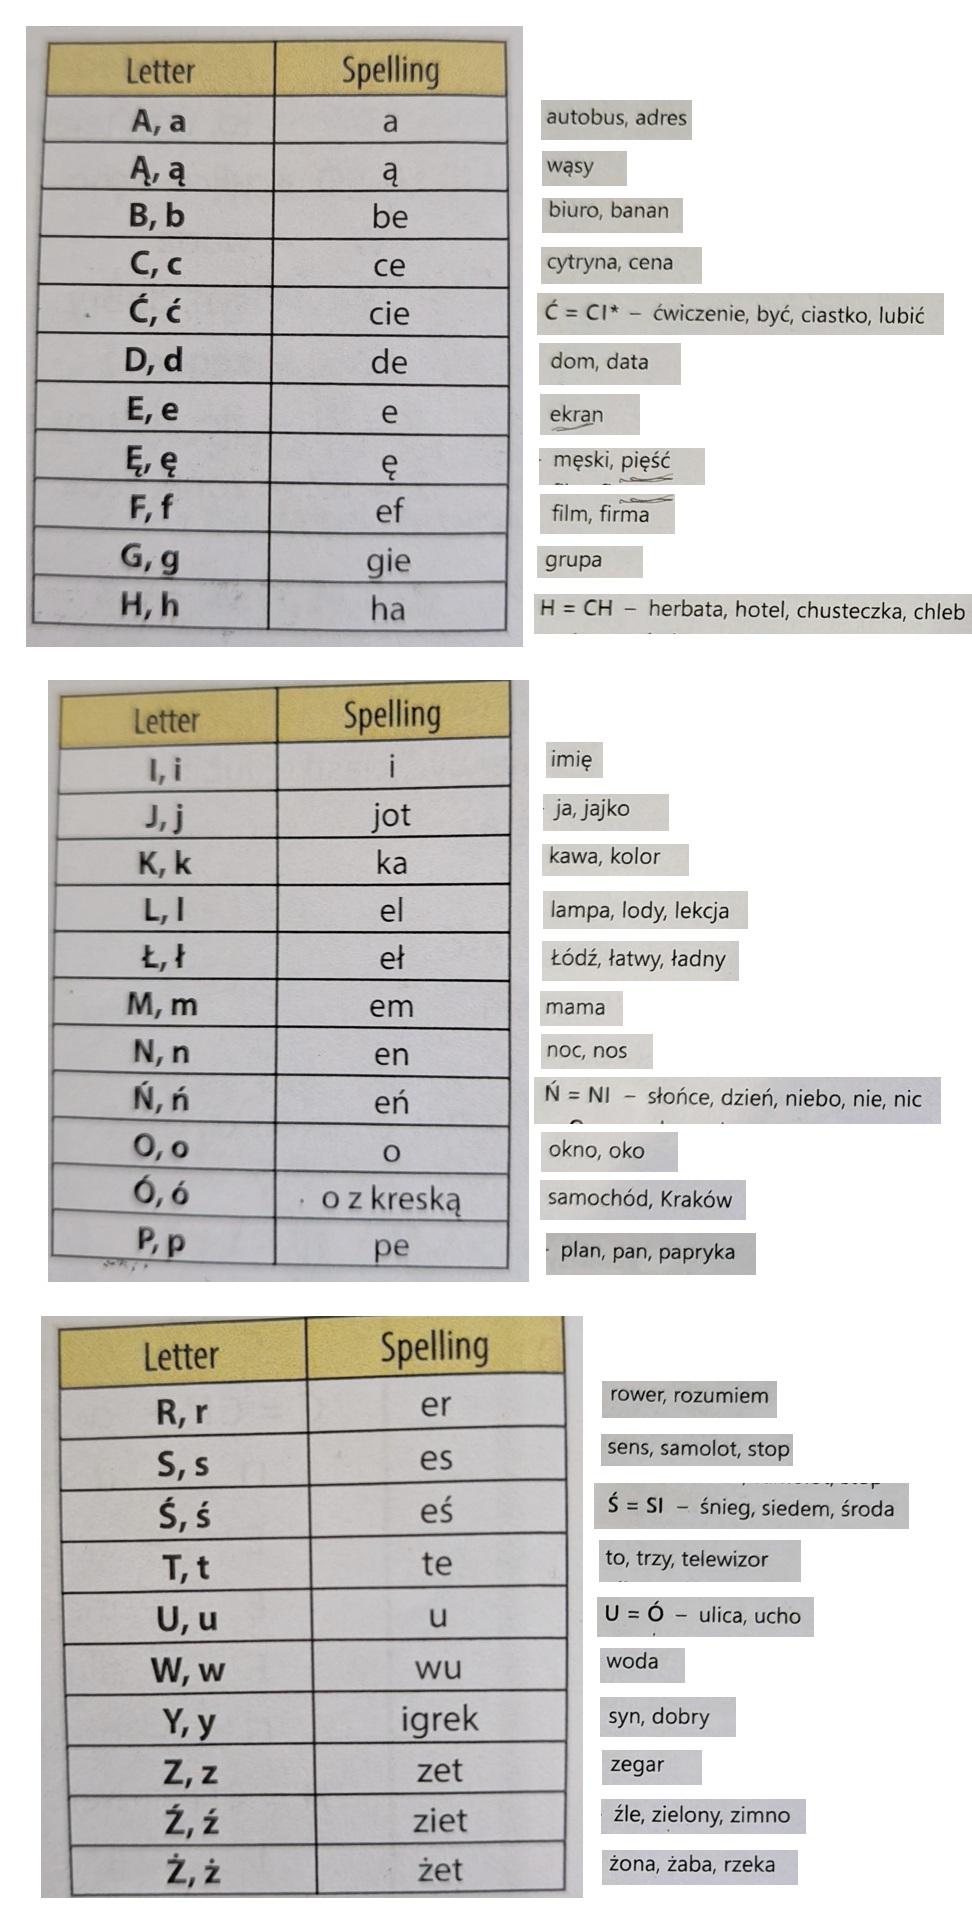 Letter Spelling
A, a a autobus, adres
Ą, ą ą wąsy
B, b be biuro, banan
C, c ce cytryna, cena
Ć, ć cie Ć = CI* – ćwiczenie, być, ciastko, lubić
D, d de dom, data
E, e e ekran
Ę, ę ę męski, pięść
F, f ef film, firma
G, g gie grupa
H, h ha H = CH – herbata, hotel, chusteczka, chleb
Letter Spelling
I, i i imię
J, j jot ja, jajko
K, k ka kawa, kolor
L, l el lampa, lody, lekcja
Ł, ł eł Łódź, łatwy, ładny
M, m em mama
N, n en noc, nos
Ń, ń eń Ń = NI – słońce, dzień, niebo, nie, nic
O, o o okno, oko
Ó, ó o z kreską samochód, Kraków
P, p pe plan, pan, papryka
Letter Spelling
R, r er rower, rozumiem
S, s es sens, samolot, stop
Ś, ś eś Ś = SI – śnieg, siedem, środa
T, t te to, trzy, telewizor
U, u u U = Ó – ulica, ucho
W, w wu woda
Y, y igrek syn, dobry
Z, z zet zegar
Ź, ź ziet źle, zielony, zimno
Ż, ż żet żona, żaba, rzeka